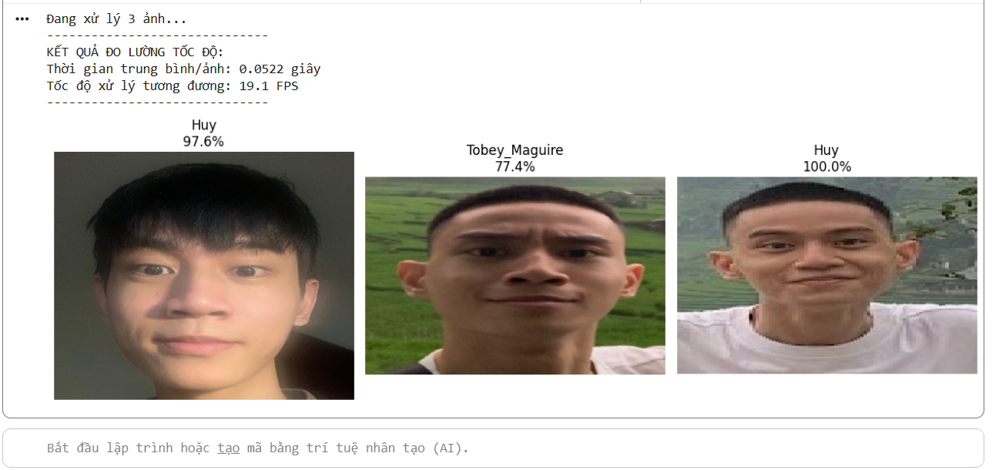 Đang xử lý 3 ảnh...
------------------------------
KẾT QUẢ ĐO LƯỜNG TỐC ĐỘ:
Thời gian trung bình/ảnh: 0.0522 giây
Tốc độ xử lý tương đương: 19.1 FPS
------------------------------
Huy
97.6%
Tobey_Maguire
77.4%
Huy
100.0%
Bắt đầu lập trình hoặc tạo mã bằng trí tuệ nhân tạo (AI).